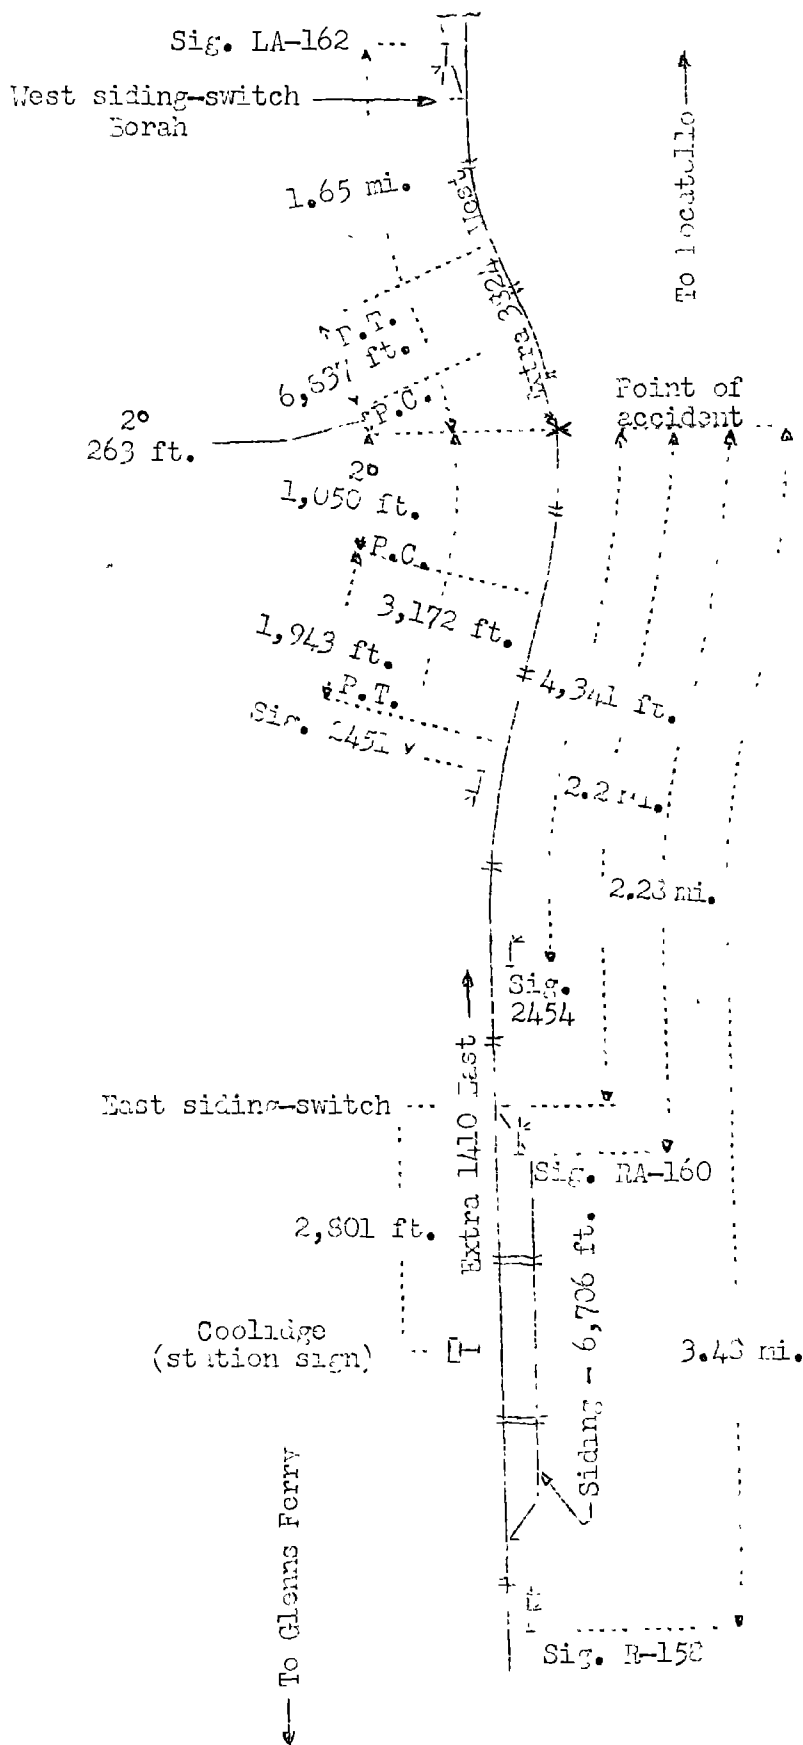 Sig. LA-162
West siding-switch
Borah
To Pocatello
1.65 mi.
West
Extra 3324
P.T.
6,637 ft.
P.C.
Point of
accident
2°
263 ft.
2°
1,050 ft.
P.C.
3,172 ft.
1,943 ft.
P.T.
4,341 ft.
Sig. 2451
2.2 mi.
2.23 mi.
Sig.
2454
Extra 1410 East
East siding-switch
Sig. RA-160
2,801 ft.
Siding - 6,706 ft.
Coolidge
(station sign)
3.43 mi.
To Glenns Ferry
Sig. R-158